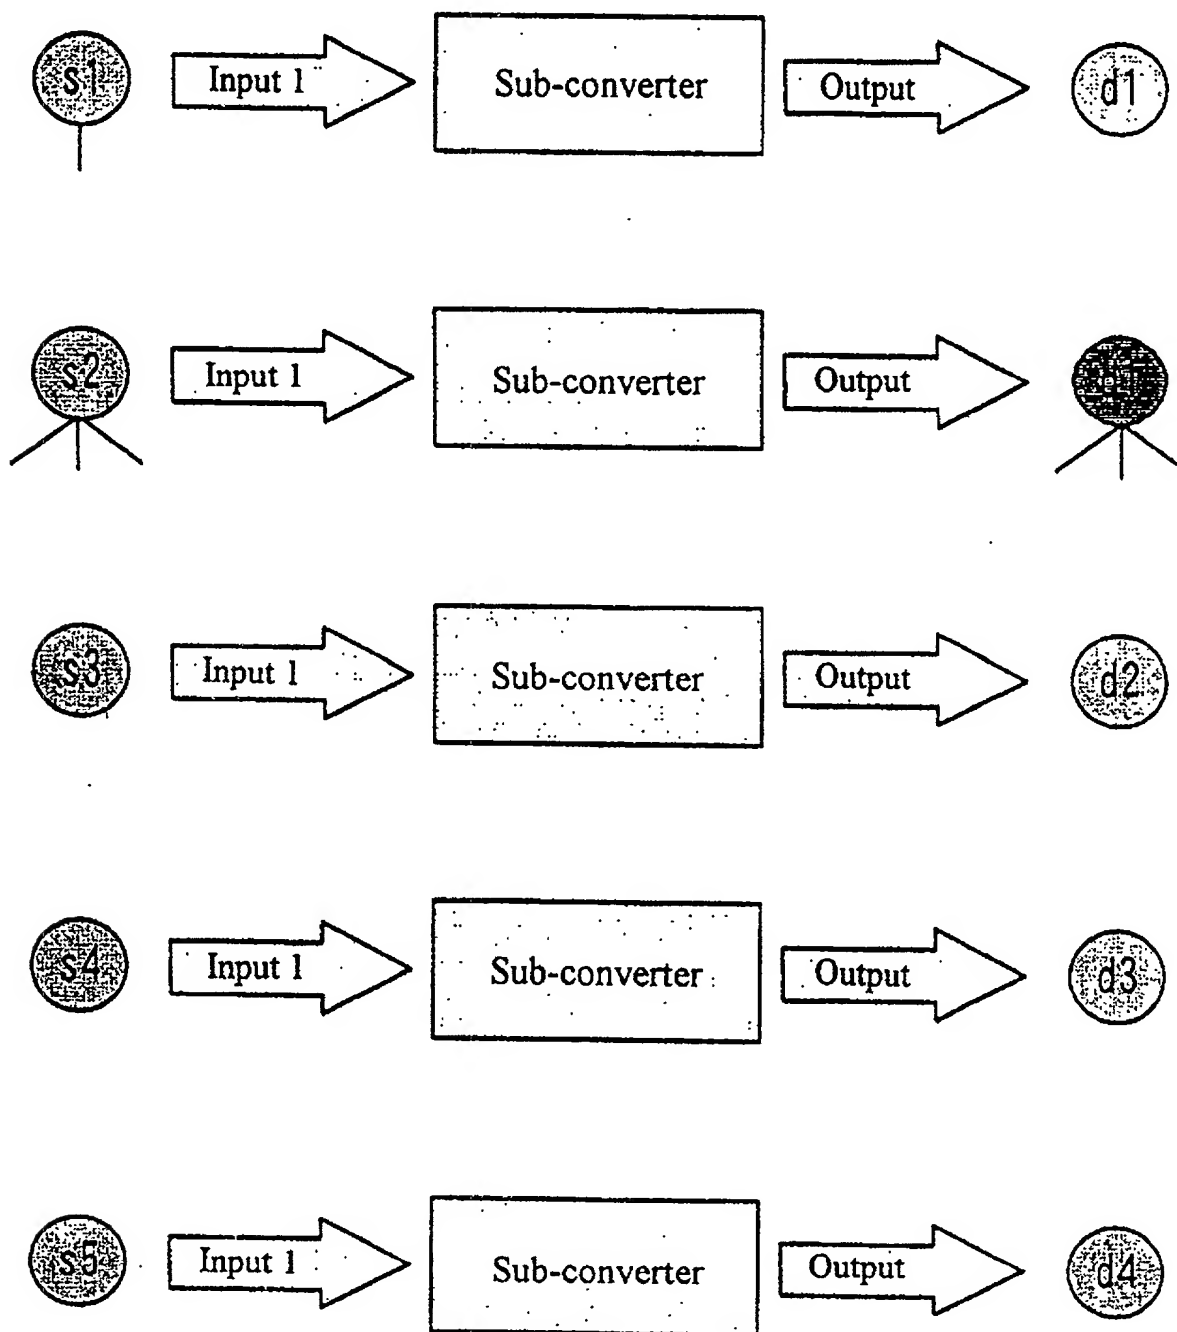 s1 Input 1 Sub-converter Output d1
s2 Input 1 Sub-converter Output
s3 Input 1 Sub-converter Output d2
s4 Input 1 Sub-converter Output d3
s5 Input 1 Sub-converter Output d4